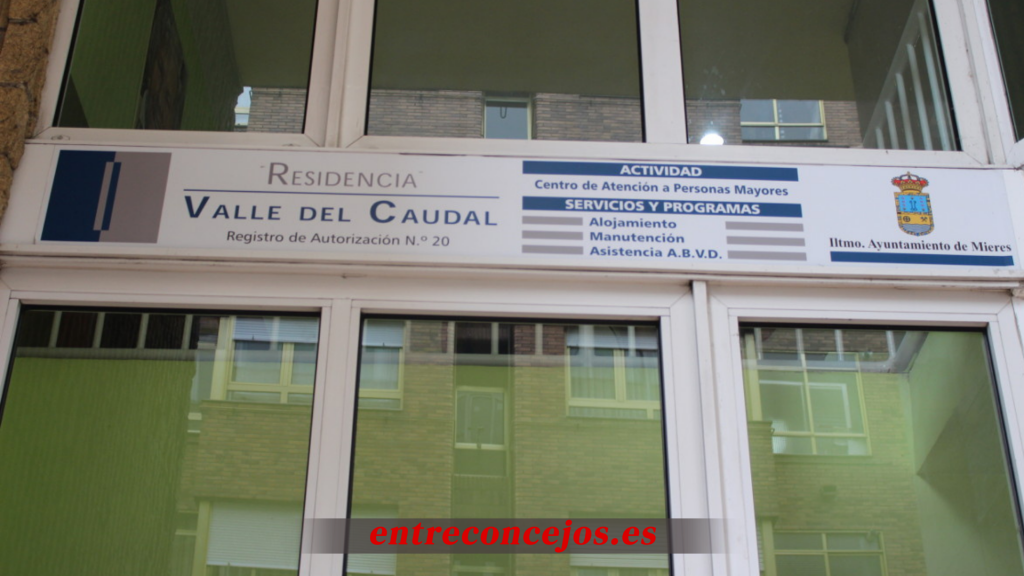 RESIDENCIA
VALLE DEL CAUDAL
Registro de Autorización N.º 20
ACTIVIDAD
Centro de Atención a Personas Mayores
SERVICIOS Y PROGRAMAS
Alojamiento
Manutención
Asistencia A.B.V.D.
Iltmo. Ayuntamiento de Mieres
entreconcejos.es